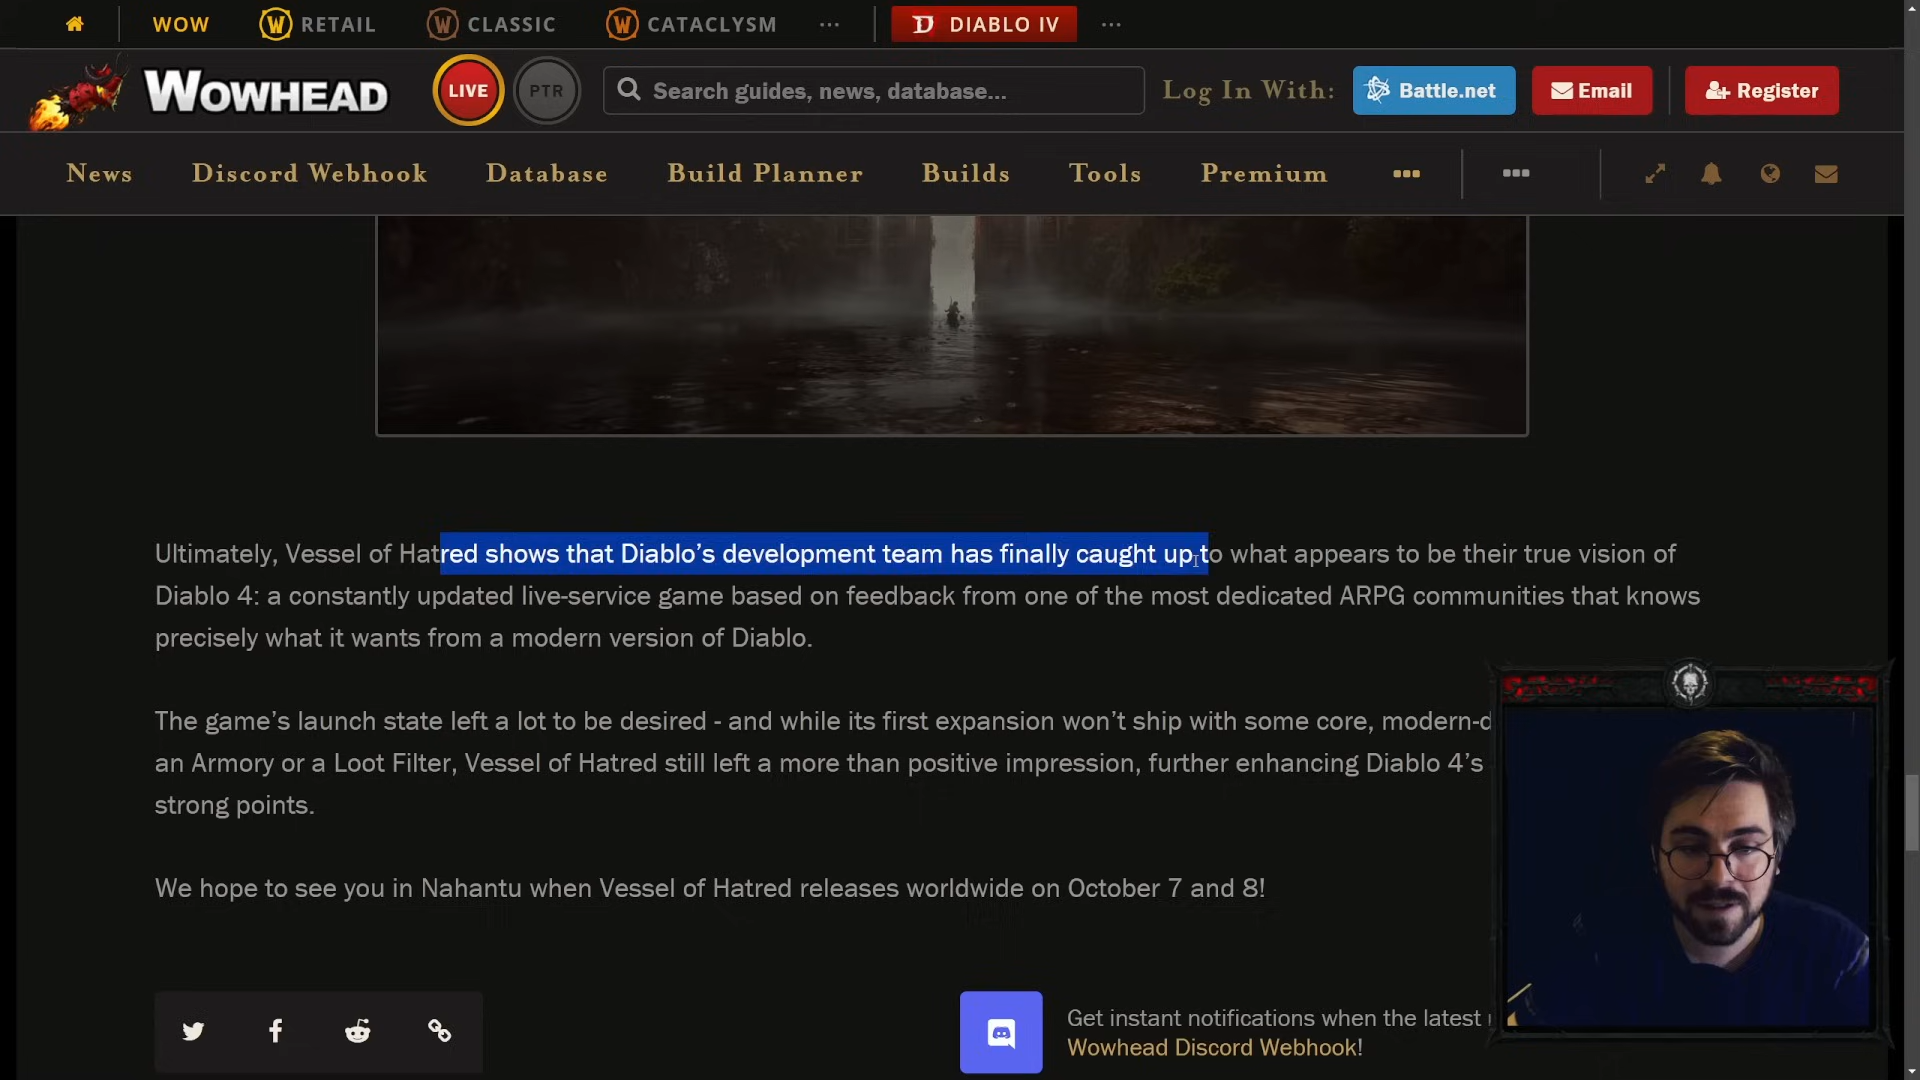 WOW
RETAIL
CLASSIC
CATACLYSM
DIABLO IV
WOWHEAD
LIVE
PTR
Search guides, news, database...
Log In With:
Battle.net
Email
Register
News
Discord Webhook
Database
Build Planner
Builds
Tools
Premium
Ultimately, Vessel of Hatred shows that Diablo’s development team has finally caught up to what appears to be their true vision of
Diablo 4: a constantly updated live-service game based on feedback from one of the most dedicated ARPG communities that knows
precisely what it wants from a modern version of Diablo.
The game’s launch state left a lot to be desired - and while its first expansion won’t ship with some core, modern-d
an Armory or a Loot Filter, Vessel of Hatred still left a more than positive impression, further enhancing Diablo 4’s
strong points.
We hope to see you in Nahantu when Vessel of Hatred releases worldwide on October 7 and 8!
Get instant notifications when the latest
Wowhead Discord Webhook!